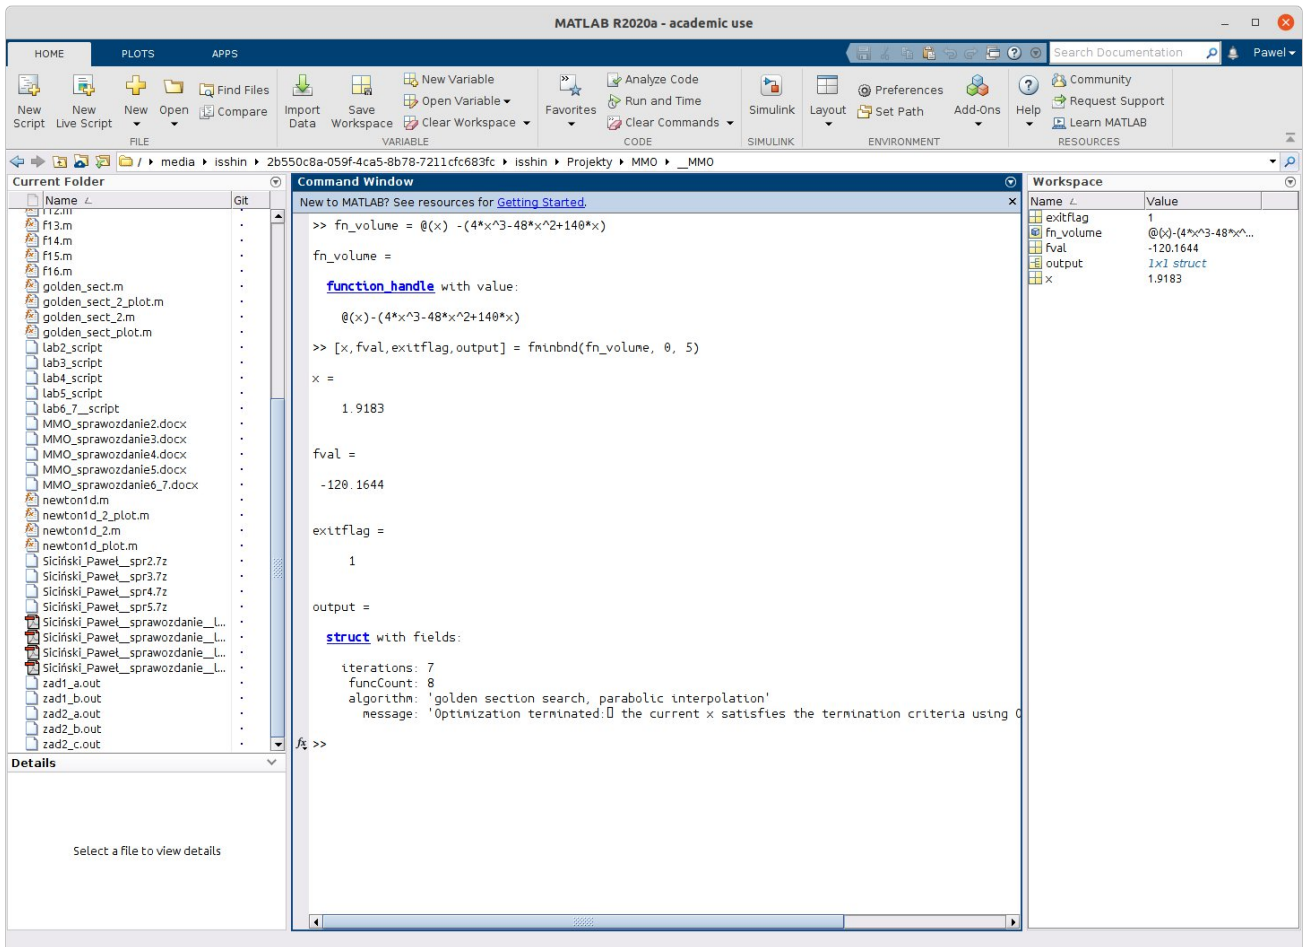 MATLAB R2020a - academic use
HOME PLOTS APPS
Search Documentation
Pawel
New Script
New Live Script
New
Open
Find Files
Compare
FILE
Import Data
Save Workspace
New Variable
Open Variable
Clear Workspace
VARIABLE
Favorites
Analyze Code
Run and Time
Clear Commands
CODE
Simulink
SIMULINK
Layout
Preferences
Set Path
Add-Ons
ENVIRONMENT
Help
Community
Request Support
Learn MATLAB
RESOURCES
/ media isshin 2b550c8a-059f-4ca5-8b78-7211cfc683fc isshin Projekty MMO __MMO
Current Folder
Name Git
f12.m
f13.m
f14.m
f15.m
f16.m
golden_sect.m
golden_sect_2_plot.m
golden_sect_2.m
golden_sect_plot.m
lab2_script
lab3_script
lab4_script
lab5_script
lab6_7__script
MMO_sprawozdanie2.docx
MMO_sprawozdanie3.docx
MMO_sprawozdanie4.docx
MMO_sprawozdanie5.docx
MMO_sprawozdanie6_7.docx
newton1d.m
newton1d_2_plot.m
newton1d_2.m
newton1d_plot.m
Siciński_Paweł__spr2.7z
Siciński_Paweł__spr3.7z
Siciński_Paweł__spr4.7z
Siciński_Paweł__spr5.7z
Siciński_Paweł__sprawozdanie__l...
Siciński_Paweł__sprawozdanie__l...
Siciński_Paweł__sprawozdanie__l...
Siciński_Paweł__sprawozdanie__l...
zad1_a.out
zad1_b.out
zad2_a.out
zad2_b.out
zad2_c.out
Details
Select a file to view details
Command Window
New to MATLAB? See resources for Getting Started.
>> fn_volume = @(x) -(4*x^3-48*x^2+140*x)
fn_volume =
function_handle with value:
@(x)-(4*x^3-48*x^2+140*x)
>> [x,fval,exitflag,output] = fminbnd(fn_volume, 0, 5)
x =
1.9183
fval =
-120.1644
exitflag =
1
output =
struct with fields:
iterations: 7
funcCount: 8
algorithm: 'golden section search, parabolic interpolation'
message: 'Optimization terminated: the current x satisfies the termination criteria using O
fx >>
Workspace
Name Value
exitflag 1
fn_volume @(x)-(4*x^3-48*x^...
fval -120.1644
output 1x1 struct
x 1.9183